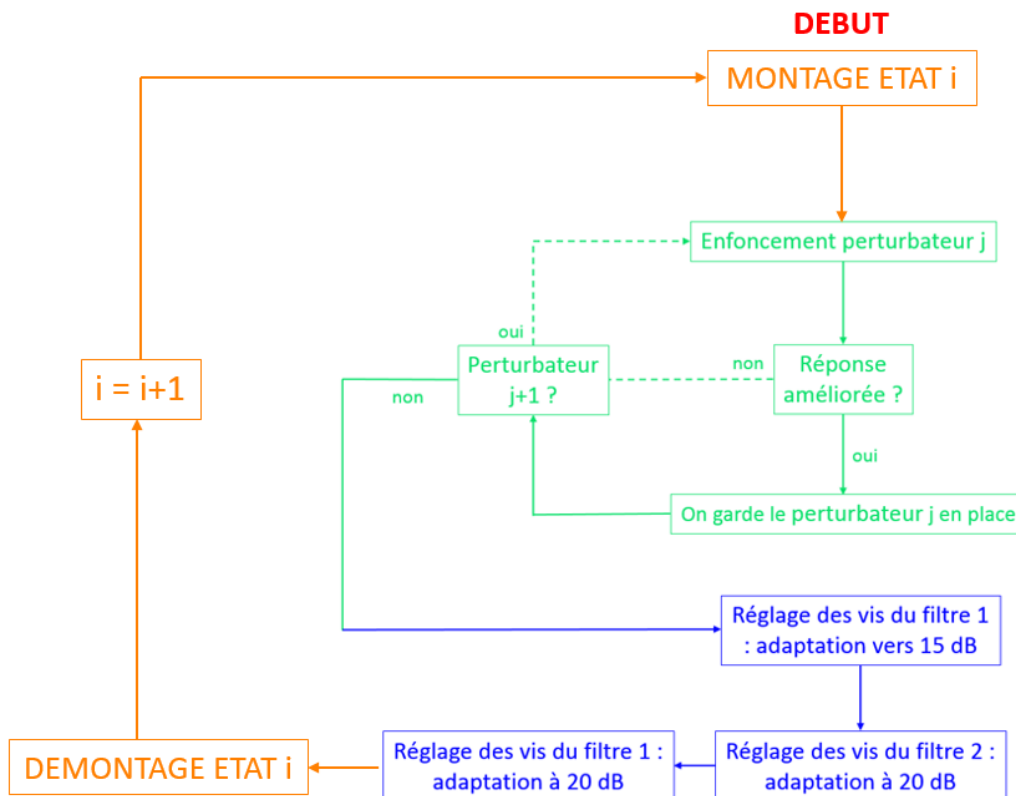 DEBUT
MONTAGE ETAT i
Enfoncement perturbateur j
oui
Perturbateur
j+1 ?
non
non
Réponse
améliorée ?
i = i+1
oui
On garde le perturbateur j en place
Réglage des vis du filtre 1
: adaptation vers 15 dB
Réglage des vis du filtre 2 :
adaptation à 20 dB
Réglage des vis du filtre 1 :
adaptation à 20 dB
DEMONTAGE ETAT i